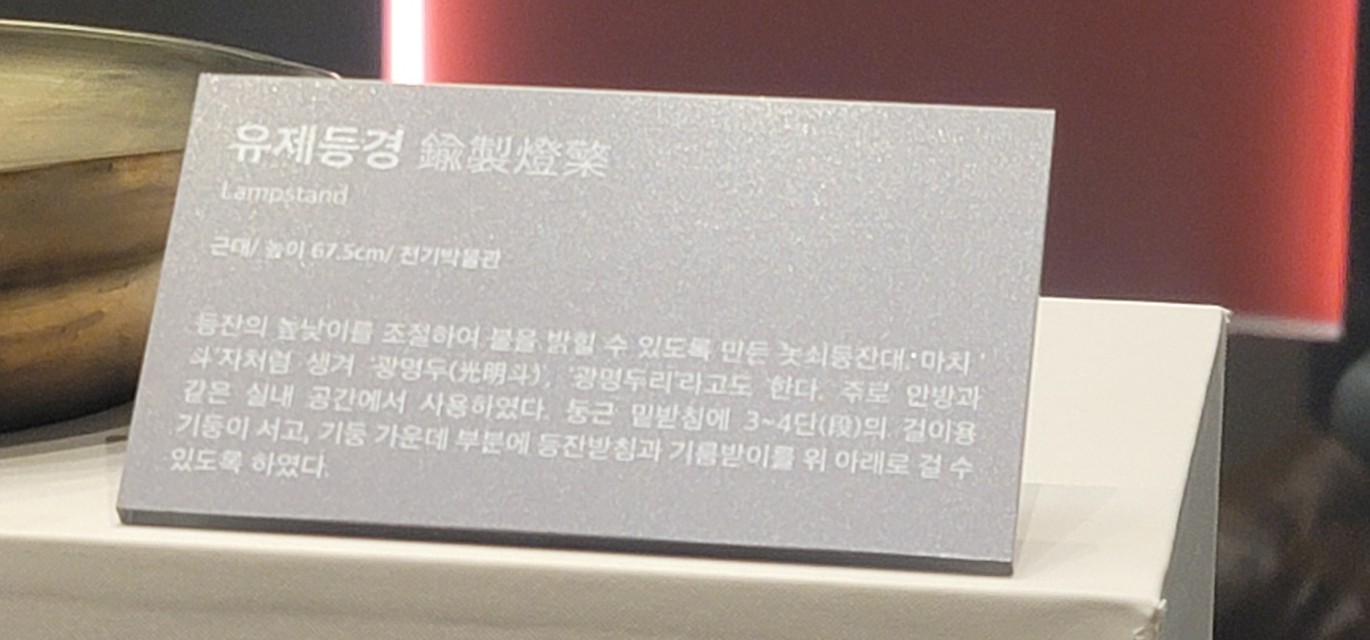 유제등경 鍮製燈檠
Lampstand
근대/ 높이 67.5cm/ 전기박물관
등잔의 높낮이를 조절하여 불을 밝힐 수 있도록 만든 놋쇠등잔대. 마치 '
斗'자처럼 생겨 '광명두(光明斗)', '광명두리'라고도 한다. 주로 안방과
같은 실내 공간에서 사용하였다. 둥근 밑받침에 3~4단(段)의 걸이용
기둥이 서고, 기둥 가운데 부분에 등잔받침과 기름받이를 위 아래로 걸 수
있도록 하였다.